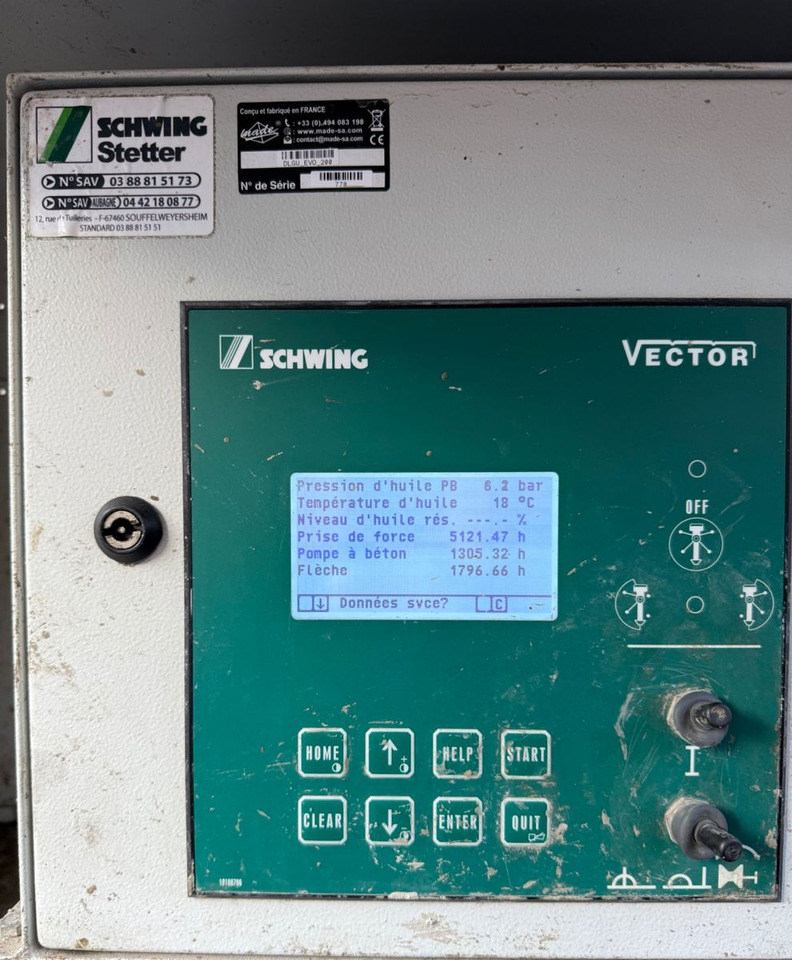 SCHWING
Stetter
N° SAV 03 88 81 51 73
N° SAV AUBAGNE 04 42 18 08 77
12, rue de Tuileries - F-67460 SOUFFELWEYERSHEIM
STANDARD 03 88 81 51 51
Conçu et fabriqué en FRANCE
made
: +33 (0).494 083 198
: www.made-sa.com
: contact@made-sa.com
CE
DLGU_EVO_200
N° de Série
778
SCHWING
VECTOR
Pression d'huile PB 6.2 bar
Température d'huile 18 °C
Niveau d'huile rés. ---.- %
Prise de force 5121.47 h
Pompe à béton 1305.32 h
Flèche 1796.66 h
↓ Données svce? C
OFF
HOME
↑
+
HELP
START
CLEAR
↓
-
ENTER
QUIT
I